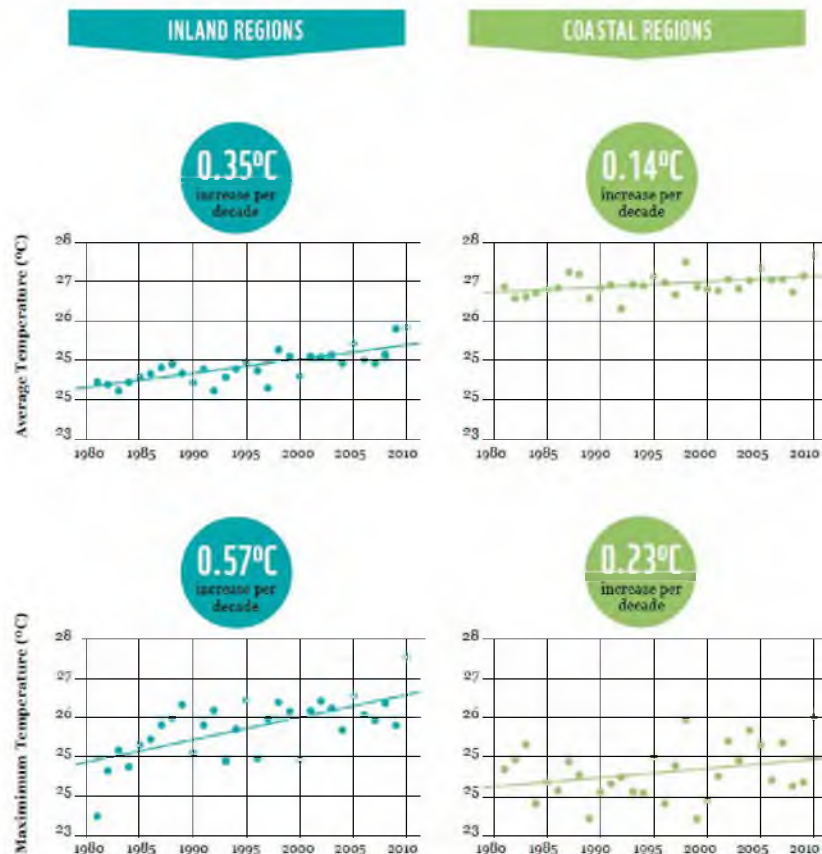 INLAND REGIONS
COASTAL REGIONS
0.35ºC
increase per
decade
0.14ºC
increase per
decade
Average Temperature (ºC)
28
27
26
25
25
23
1980 1985 1990 1995 2000 2005 2010
28
27
26
25
25
23
1980 1985 1990 1995 2000 2005 2010
0.57ºC
increase per
decade
0.23ºC
increase per
decade
Maximimum Temperature (ºC)
28
27
26
25
25
23
1980 1985 1990 1995 2000 2005 2010
28
27
26
25
25
23
1980 1985 1990 1995 2000 2005 2010